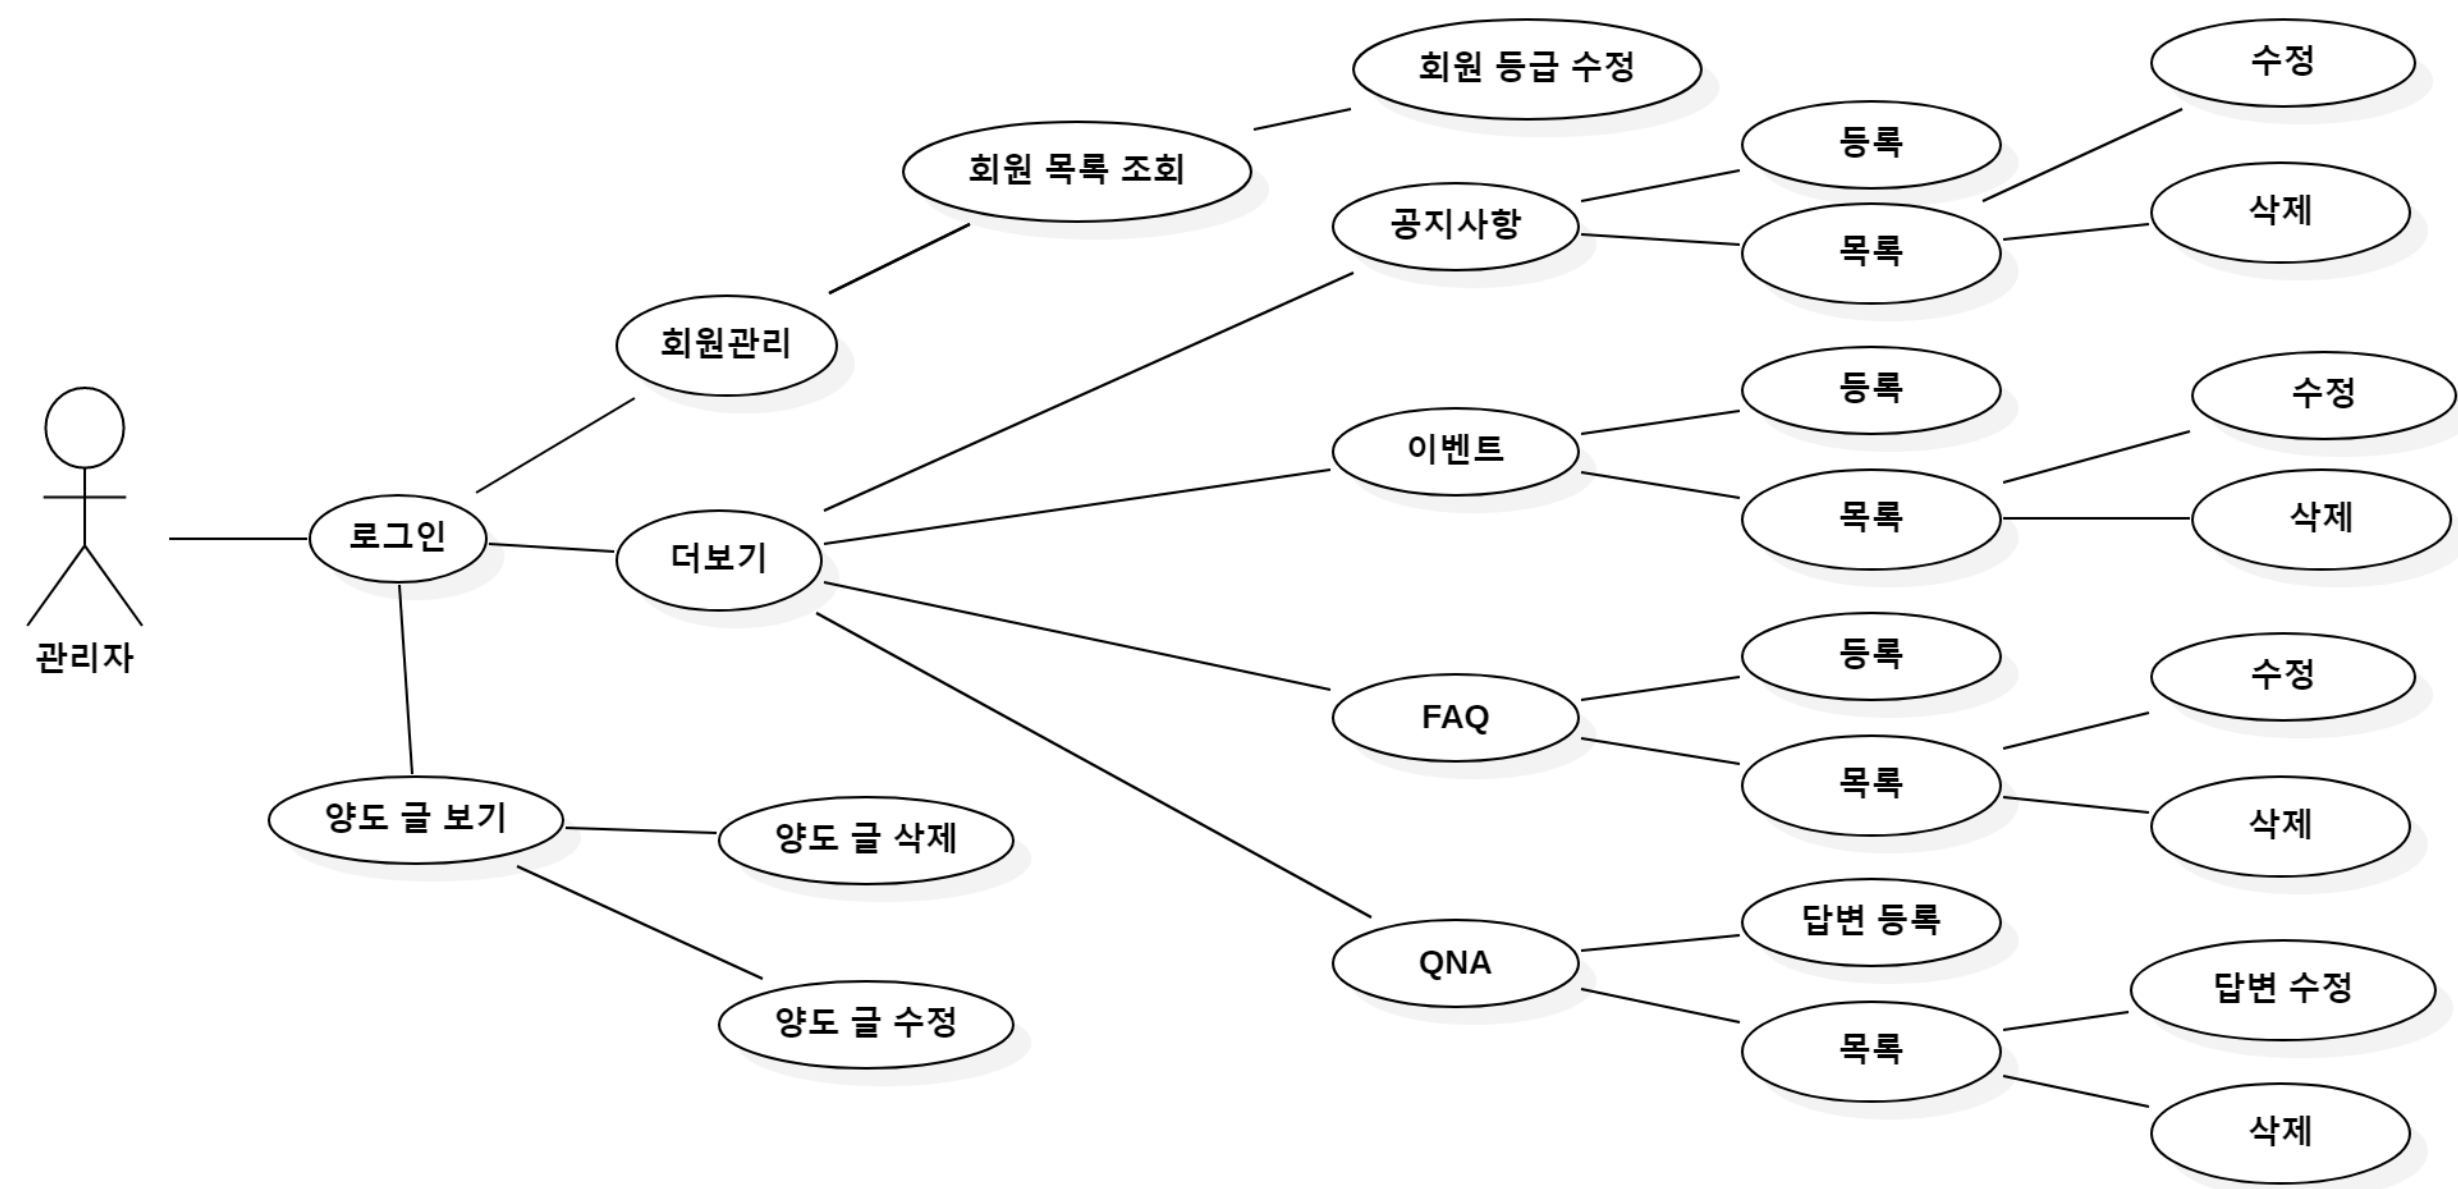 회원 등급 수정
수정
등록
회원 목록 조회
삭제
공지사항
목록
회원관리
등록
수정
이벤트
목록
삭제
로그인
더보기
관리자
등록
수정
FAQ
목록
삭제
양도 글 보기
양도 글 삭제
답변 등록
QNA
답변 수정
양도 글 수정
목록
삭제